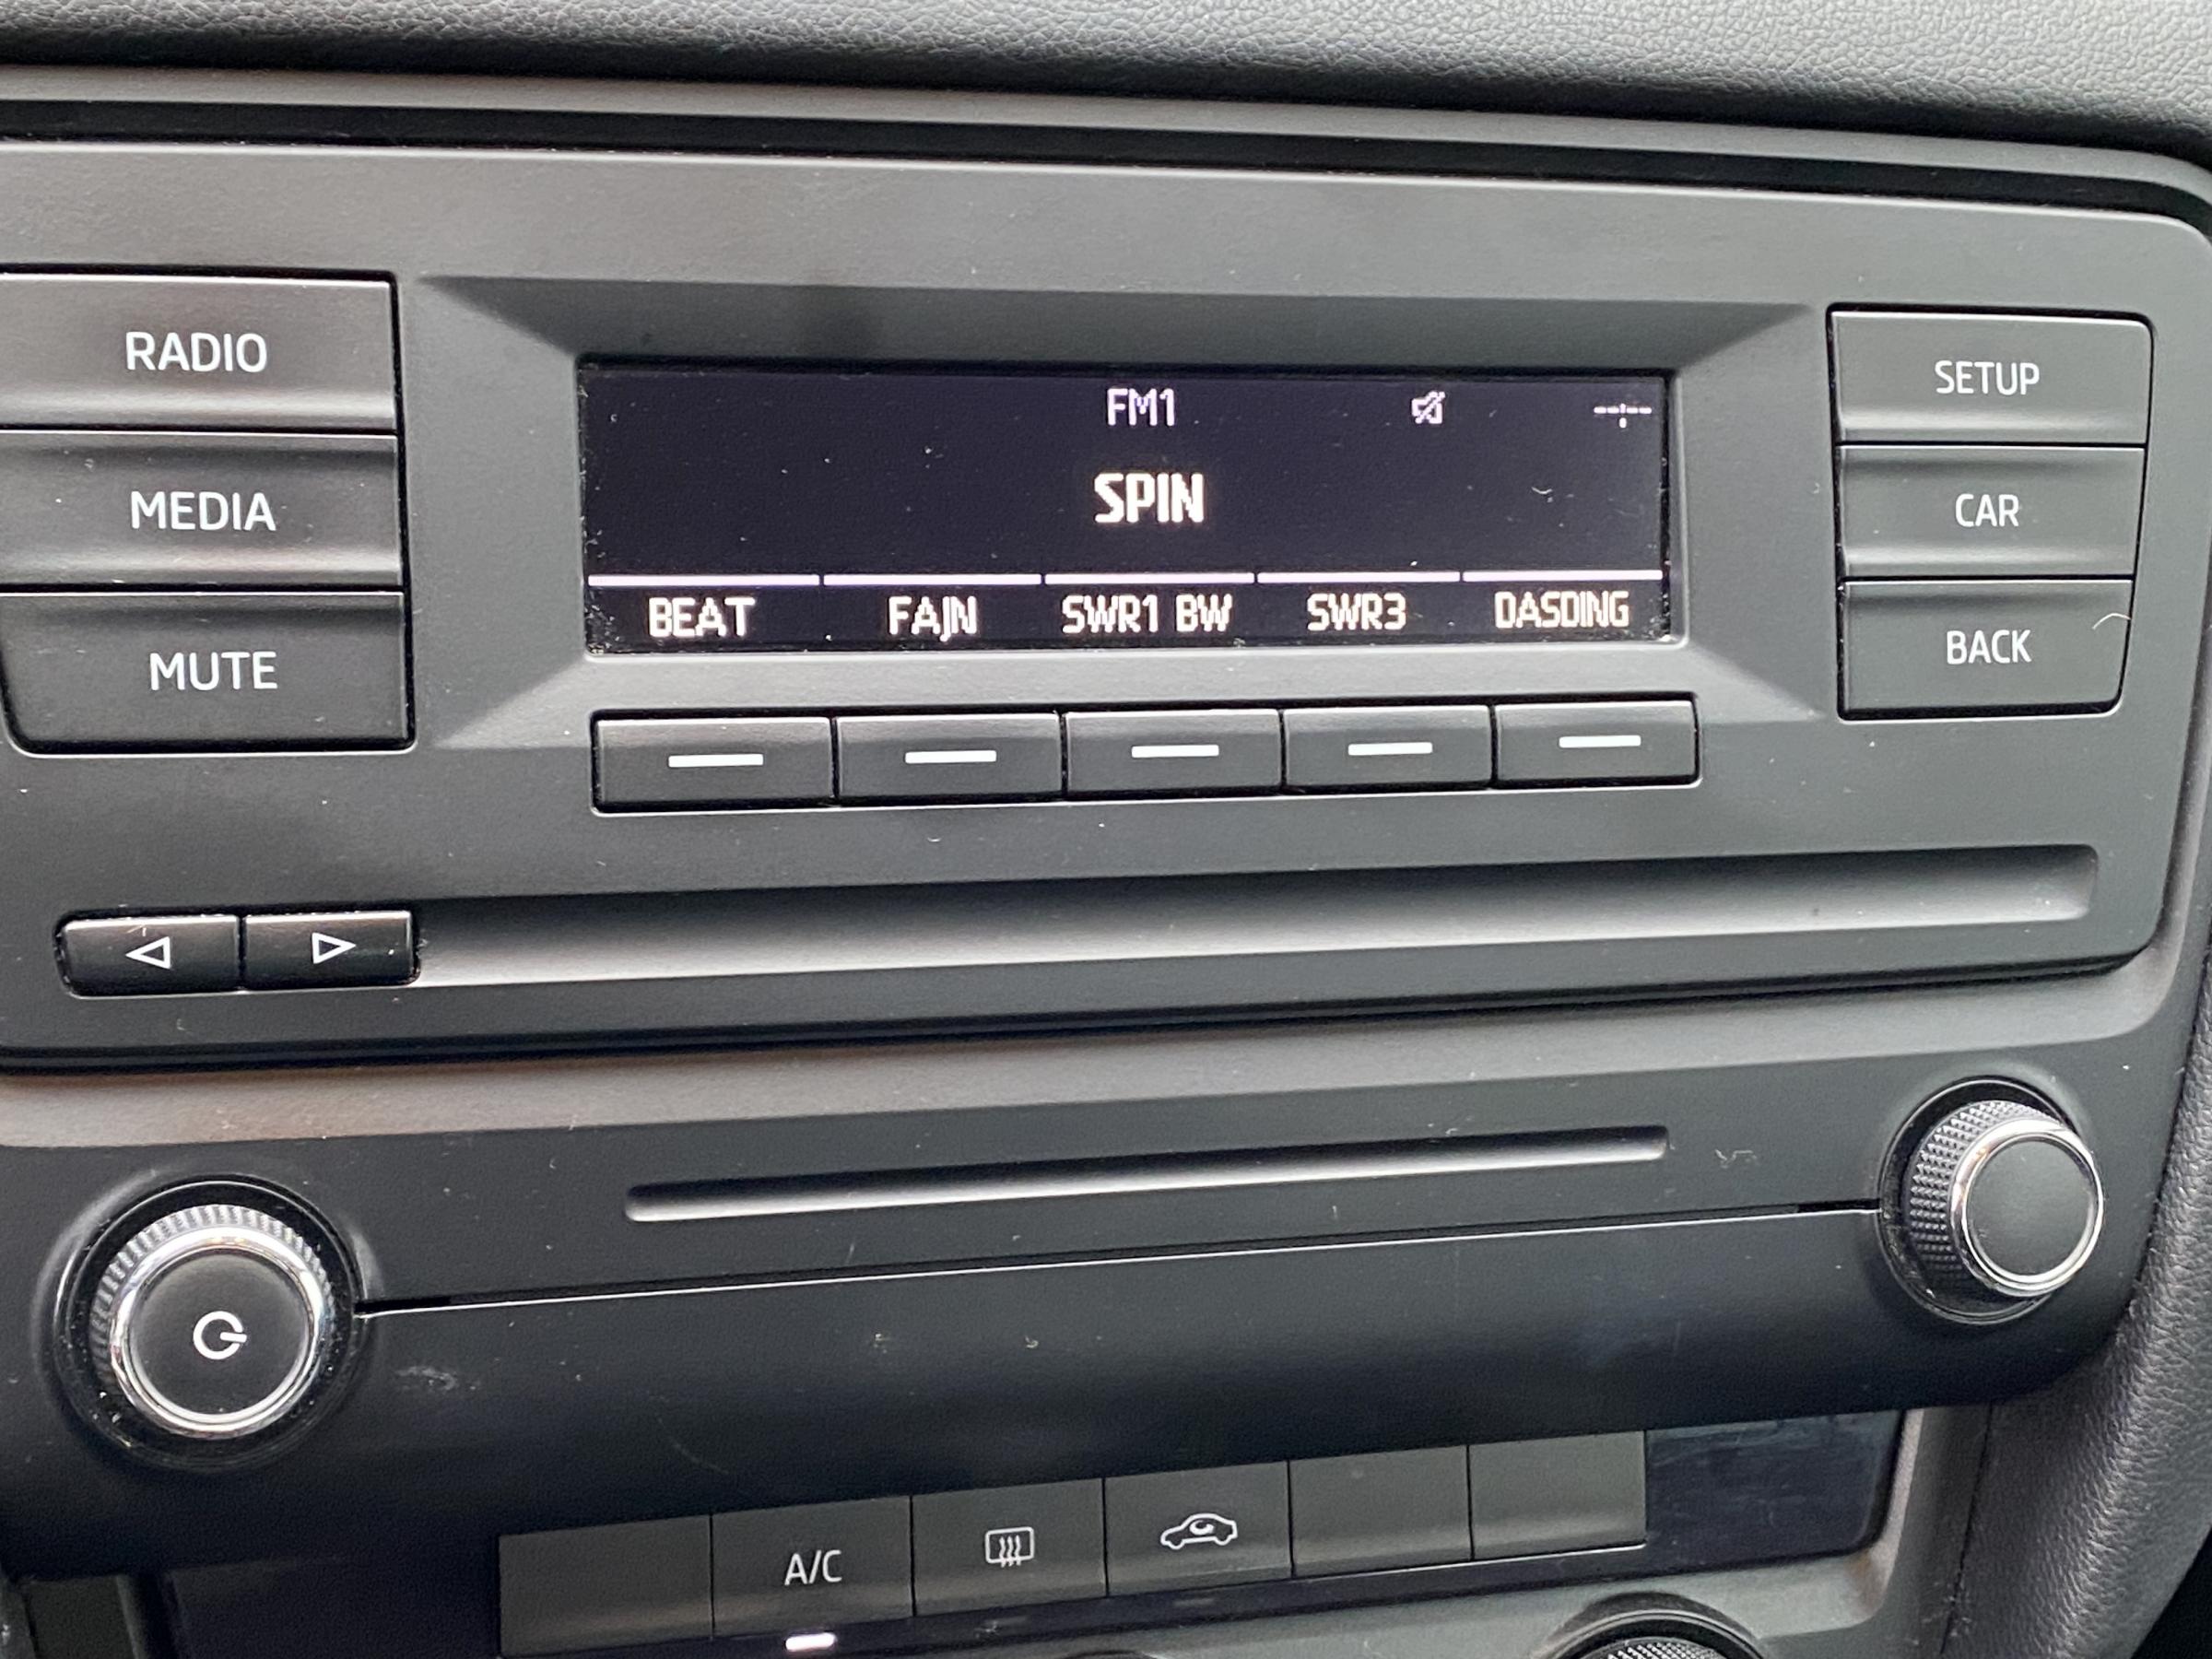 RADIO
MEDIA
MUTE
FM1
SPIN
BEAT FAJN SWR1 BW SWR3 DASDING
SETUP
CAR
BACK
A/C